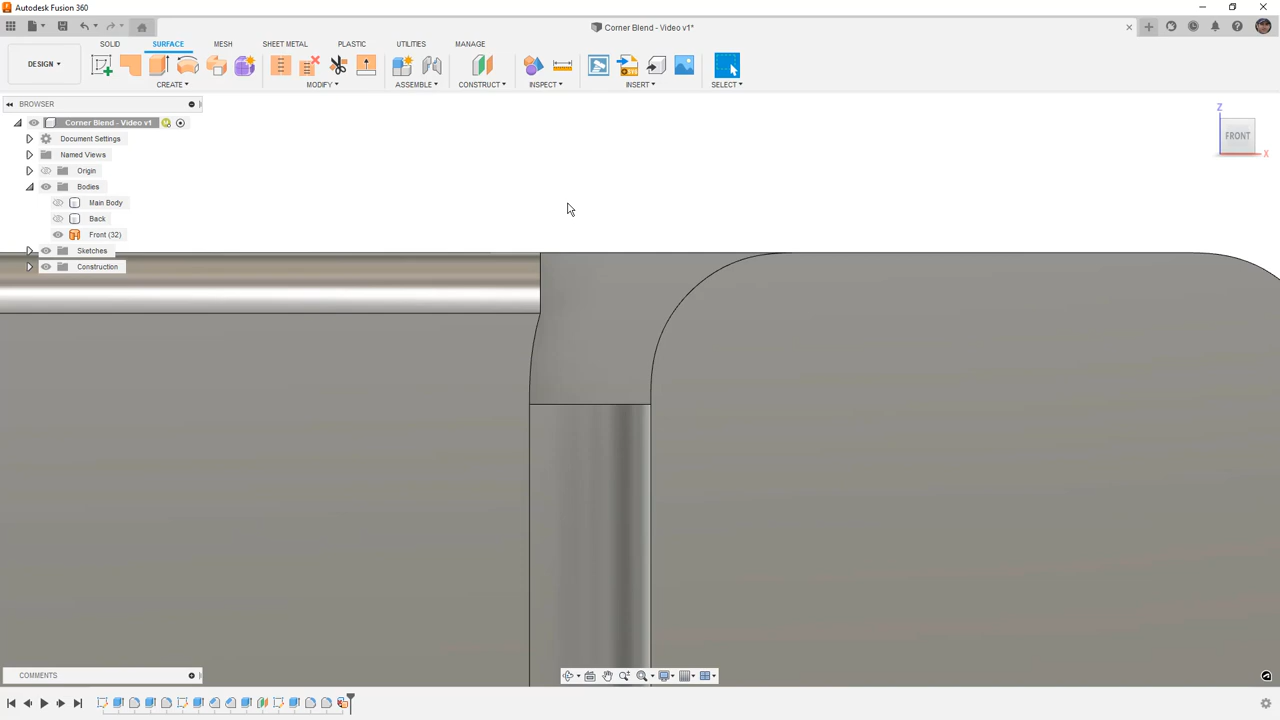 Autodesk Fusion 360
Corner Blend - Video v1*
DESIGN
SOLID
SURFACE
MESH
SHEET METAL
PLASTIC
UTILITIES
MANAGE
CREATE
MODIFY
ASSEMBLE
CONSTRUCT
INSPECT
INSERT
SELECT
BROWSER
Corner Blend - Video v1
Document Settings
Named Views
Origin
Bodies
Main Body
Back
Front (32)
Sketches
Construction
Z
FRONT
X
COMMENTS